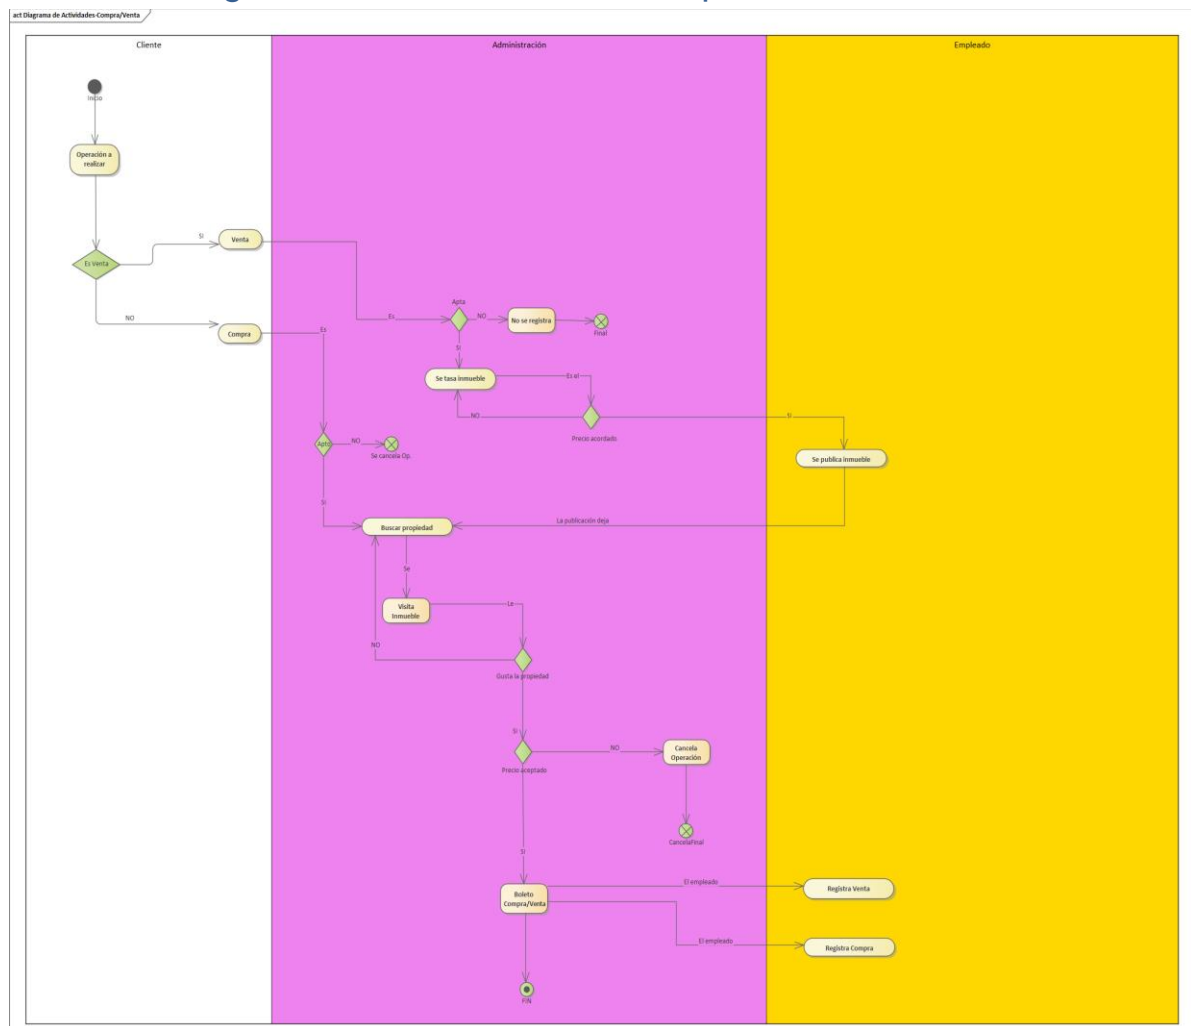 act Diagrama de Actividades-Compra/Venta
Cliente
Administración
Empleado
Inicio
Operación a
realizar
Es Venta
SI
Venta
NO
Compra
Es
Es
Apta
NO
No se registra
Final
SI
Se tasa inmueble
Es el
NO
Precio acordado
SI
Se publica inmueble
Apto
NO
Se cancela Op.
SI
Buscar propiedad
La publicación deja
Se
Visita
Inmueble
Le
NO
Gusta la propiedad
SI
Precio aceptado
NO
Cancela
Operación
CancelaFinal
SI
Boleto
Compra/Venta
El empleado
Registra Venta
El empleado
Registra Compra
FIN